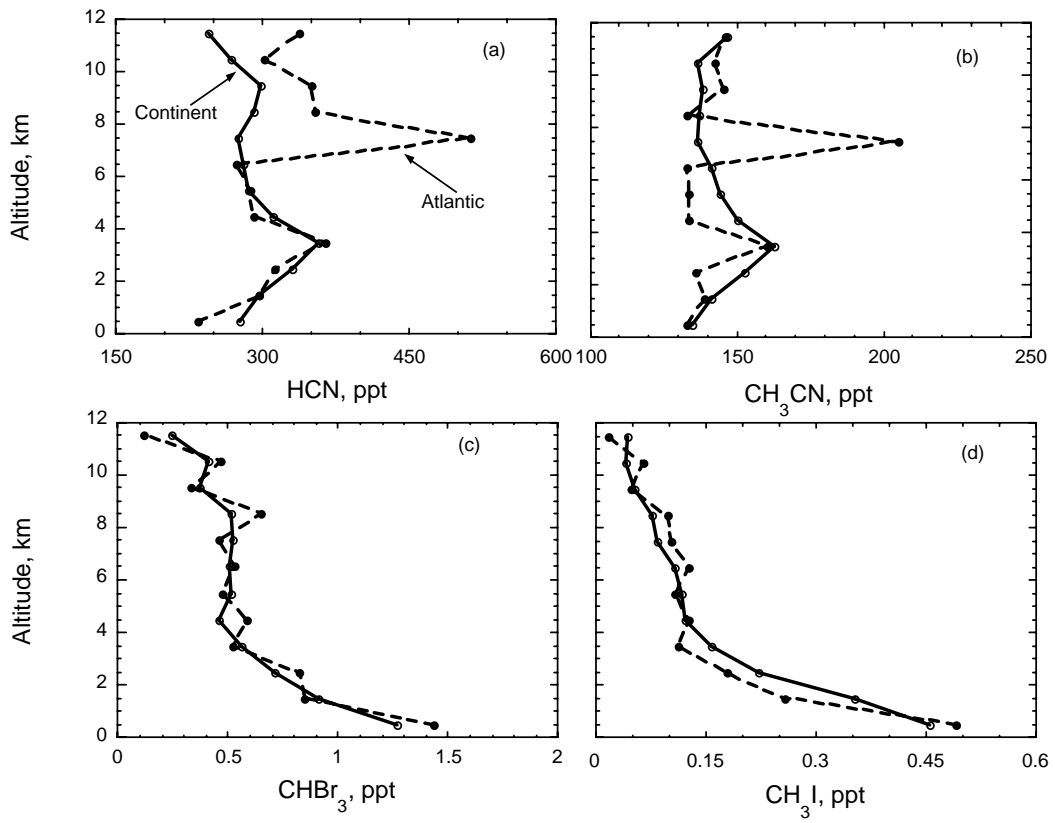 12
10
8
6
4
2
0
Altitude, km
Continent
Atlantic
(a)
150 300 450 600
HCN, ppt
(b)
100 150 200 250
CH3CN, ppt
12
10
8
6
4
2
0
Altitude, km
(c)
0 0.5 1 1.5 2
CHBr3, ppt
(d)
0 0.15 0.3 0.45 0.6
CH3I, ppt